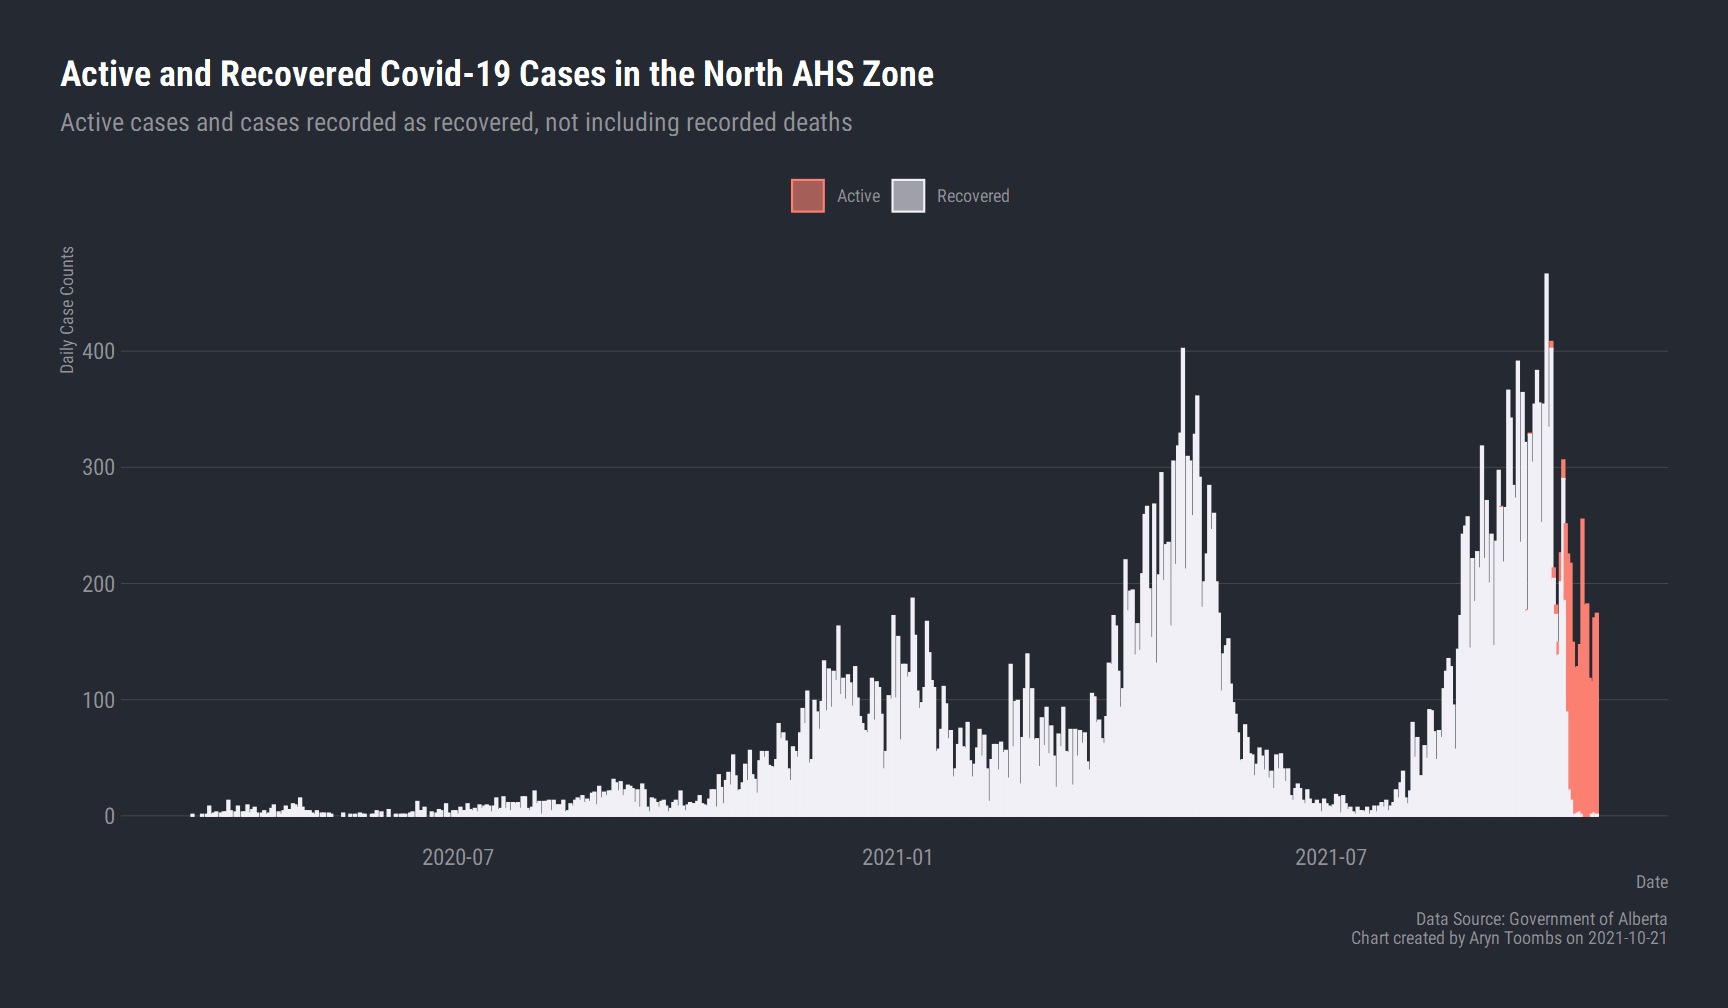 Active and Recovered Covid-19 Cases in the North AHS Zone
Active cases and cases recorded as recovered, not including recorded deaths
Active
Recovered
Daily Case Counts
400
300
200
100
0
2020-07
2021-01
2021-07
Date
Data Source: Government of Alberta
Chart created by Aryn Toombs on 2021-10-21